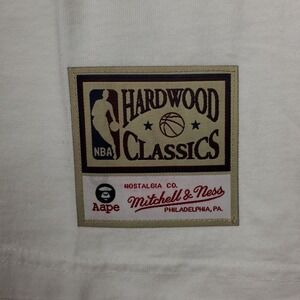 HARDWOOD
NBA
CLASSICS
NOSTALGIA CO.
Mitchell & Ness
Aape
PHILADELPHIA, PA.